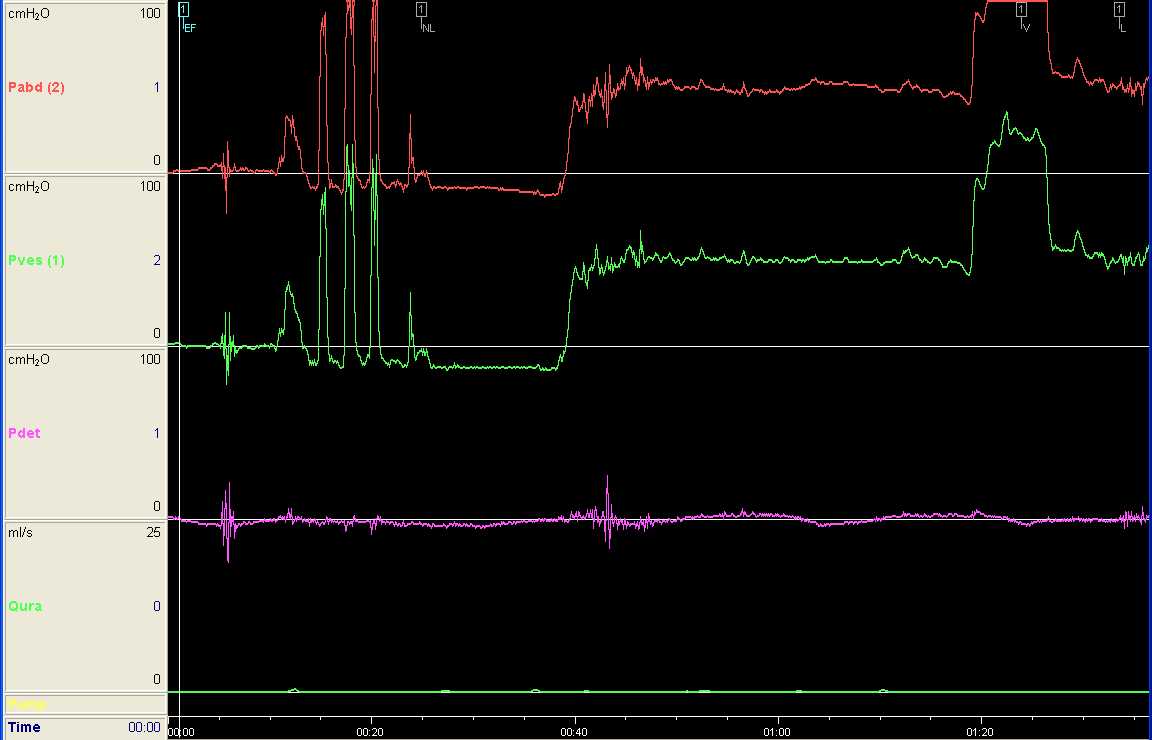 cmH₂O 100 1 EF 1 NL 1 V 1 L
Pabd (2) 1
0
cmH₂O 100
Pves (1) 2
0
cmH₂O 100
Pdet 1
0
ml/s 25
Qura 0
0
Time 00:00 00:00 00:20 00:40 01:00 01:20